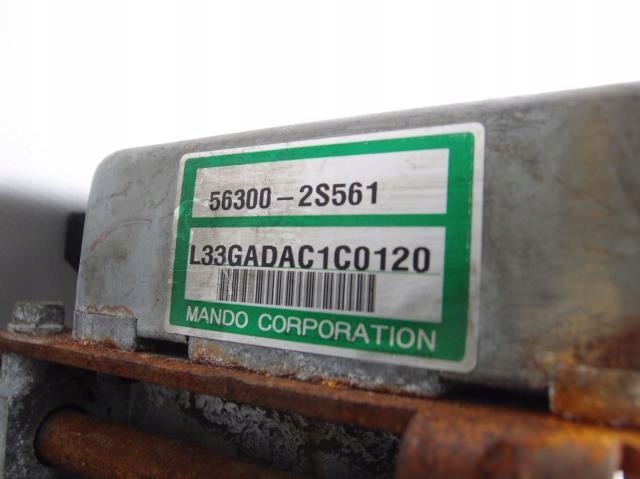 56300-2S561
L33GADAC1C0120
MANDO CORPORATION